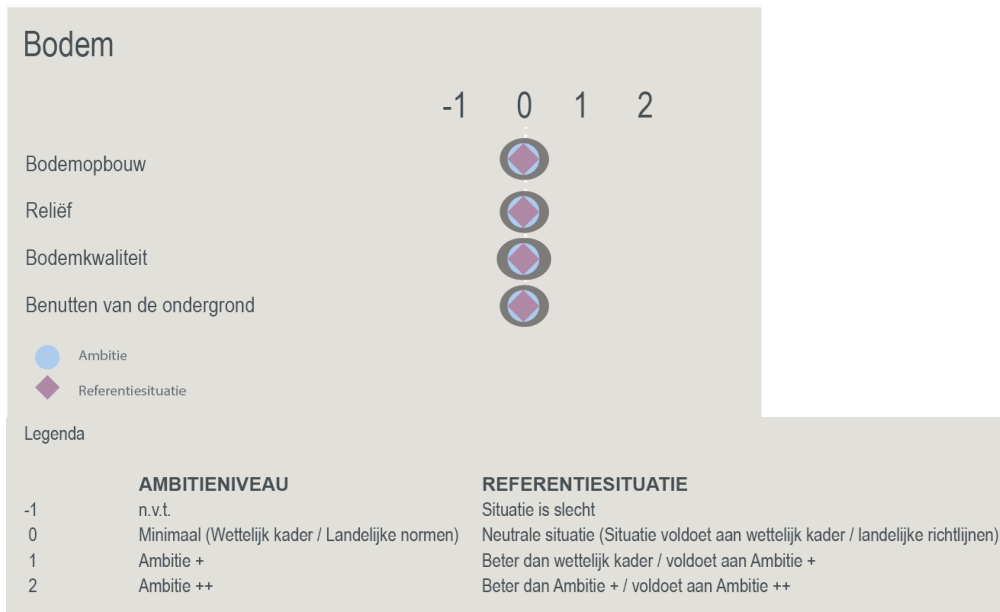 Bodem
-1 0 1 2
Bodemopbouw
Reliëf
Bodemkwaliteit
Benutten van de ondergrond
Ambitie
Referentiesituatie
Legenda
AMBITIENIVEAU REFERENTIESITUATIE
-1 n.v.t. Situatie is slecht
0 Minimaal (Wettelijk kader / Landelijke normen) Neutrale situatie (Situatie voldoet aan wettelijk kader / landelijke richtlijnen)
1 Ambitie + Beter dan wettelijk kader / voldoet aan Ambitie +
2 Ambitie ++ Beter dan Ambitie + / voldoet aan Ambitie ++